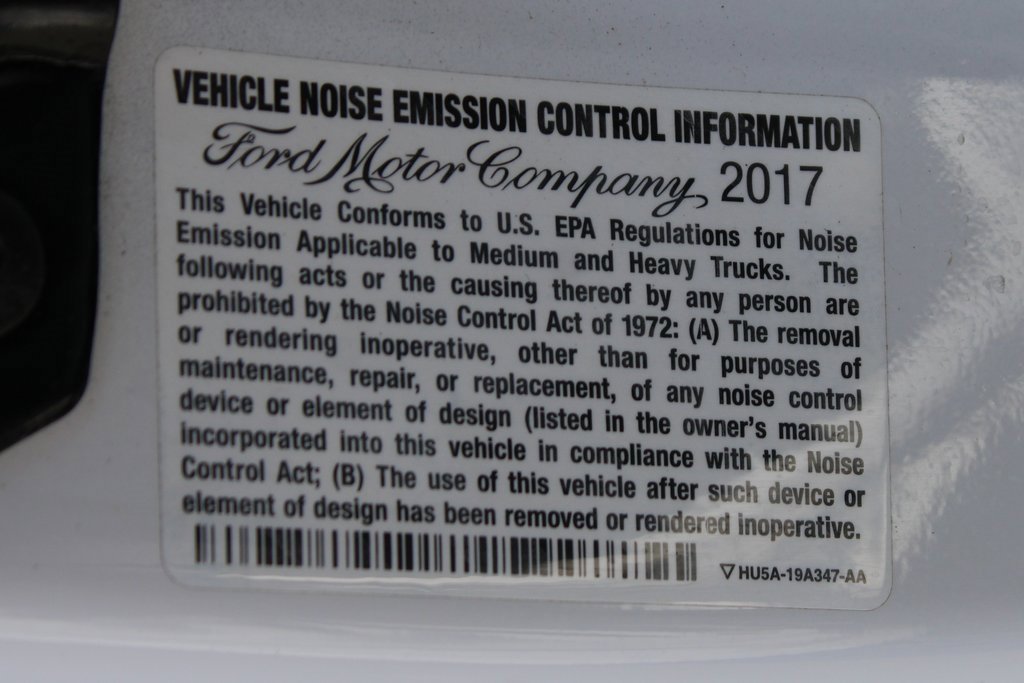 VEHICLE NOISE EMISSION CONTROL INFORMATION
Ford Motor Company 2017
This Vehicle Conforms to U.S. EPA Regulations for Noise
Emission Applicable to Medium and Heavy Trucks. The
following acts or the causing thereof by any person are
prohibited by the Noise Control Act of 1972: (A) The removal
or rendering inoperative, other than for purposes of
maintenance, repair, or replacement, of any noise control
device or element of design (listed in the owner's manual)
incorporated into this vehicle in compliance with the Noise
Control Act; (B) The use of this vehicle after such device or
element of design has been removed or rendered inoperative.
▽HU5A-19A347-AA